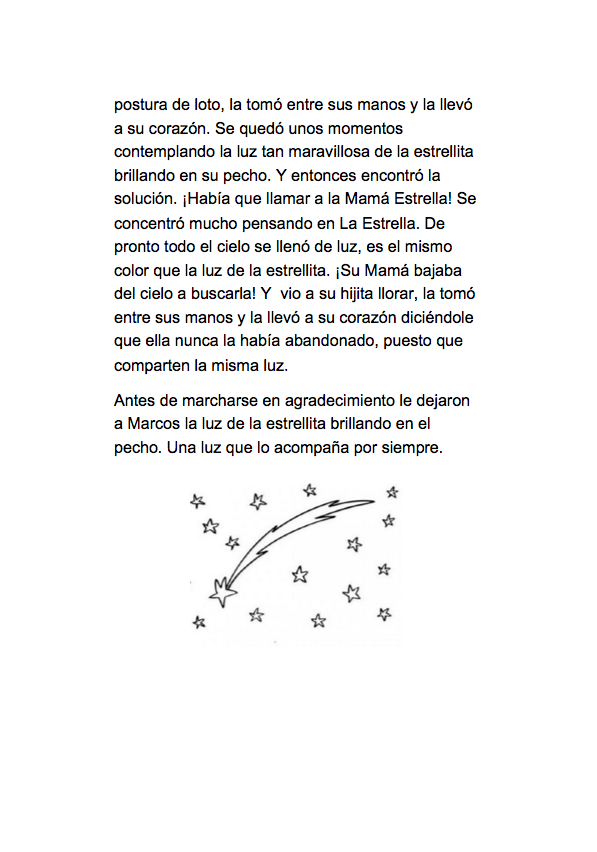 postura de loto, la tomó entre sus manos y la llevó
a su corazón. Se quedó unos momentos
contemplando la luz tan maravillosa de la estrellita
brillando en su pecho. Y entonces encontró la
solución. ¡Había que llamar a la Mamá Estrella! Se
concentró mucho pensando en La Estrella. De
pronto todo el cielo se llenó de luz, es el mismo
color que la luz de la estrellita. ¡Su Mamá bajaba
del cielo a buscarla! Y  vio a su hijita llorar, la tomó
entre sus manos y la llevó a su corazón diciéndole
que ella nunca la había abandonado, puesto que
comparten la misma luz.
Antes de marcharse en agradecimiento le dejaron
a Marcos la luz de la estrellita brillando en el
pecho. Una luz que lo acompaña por siempre.